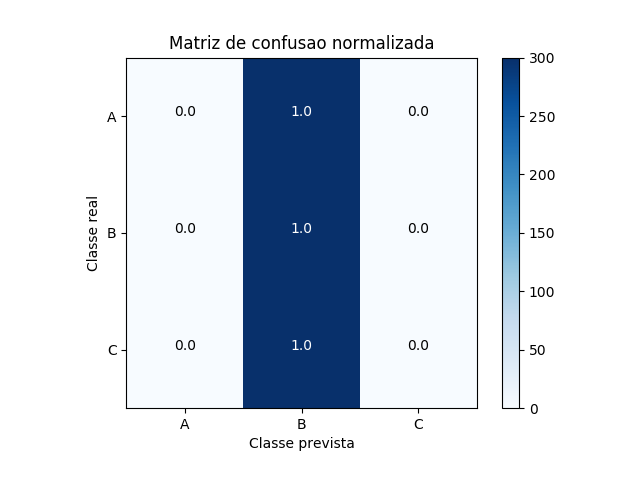 Matriz de confusao normalizada
Classe real
A 0.0 1.0 0.0
B 0.0 1.0 0.0
C 0.0 1.0 0.0
A B C
Classe prevista
300
250
200
150
100
50
0